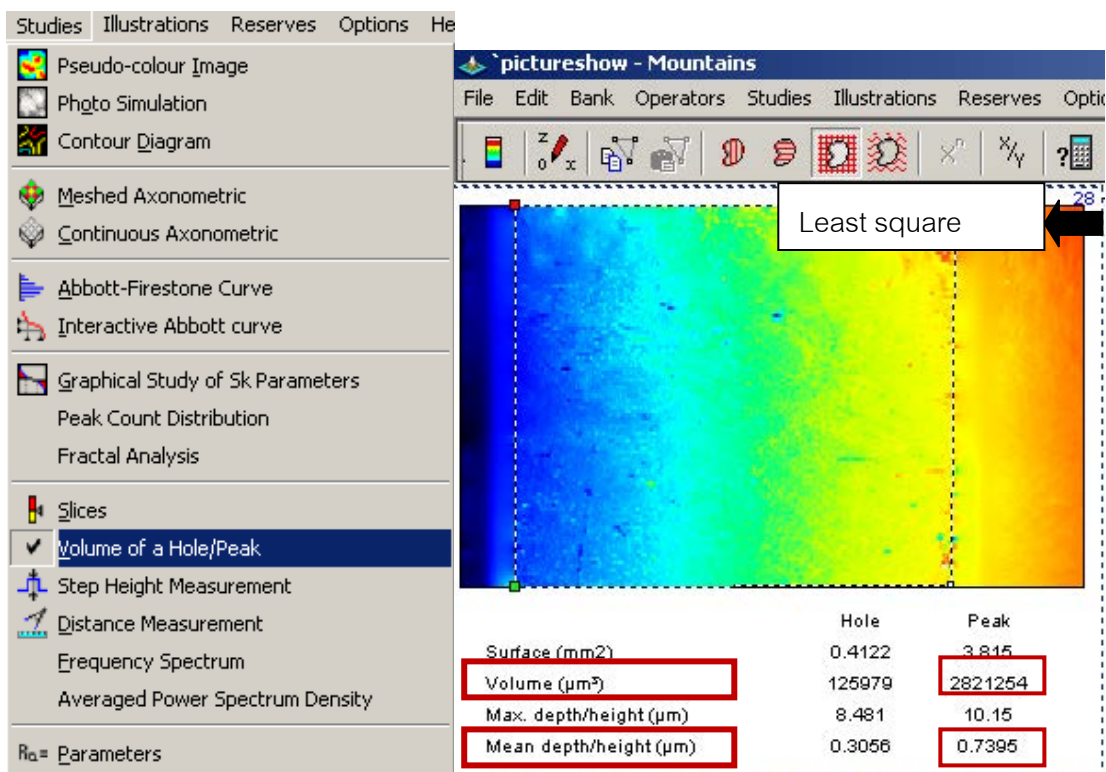 Studies Illustrations Reserves Options He
Pseudo-colour Image
Photo Simulation
Contour Diagram
Meshed Axonometric
Continuous Axonometric
Abbott-Firestone Curve
Interactive Abbott curve
Graphical Study of Sk Parameters
Peak Count Distribution
Fractal Analysis
Slices
Volume of a Hole/Peak
Step Height Measurement
Distance Measurement
Frequency Spectrum
Averaged Power Spectrum Density
Ra= Parameters
`pictureshow - Mountains
File Edit Bank Operators Studies Illustrations Reserves Optic
z 0 x xⁿ x/y ?
28
Least square
Hole Peak
Surface (mm2) 0.4122 3.815
Volume (µm³) 125979 2821254
Max. depth/height (µm) 8.481 10.15
Mean depth/height (µm) 0.3056 0.7395